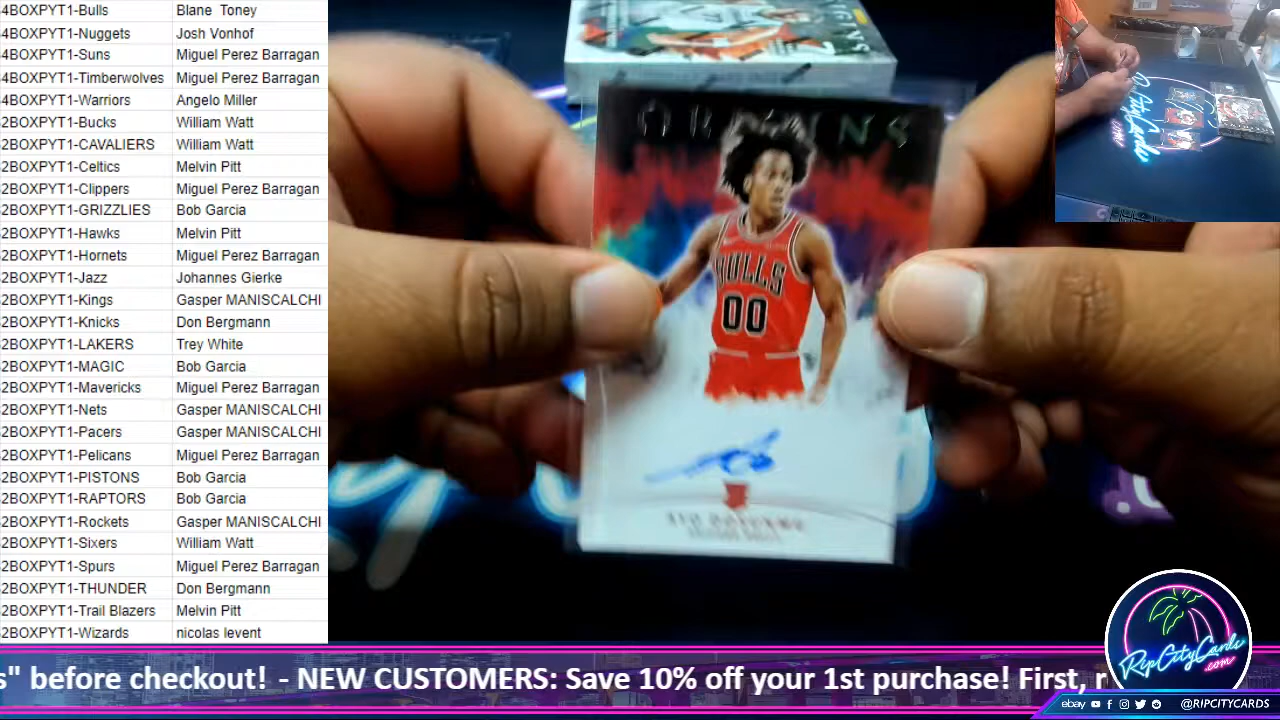 4BOXPYT1-Bulls Blane Toney
4BOXPYT1-Nuggets Josh Vonhof
4BOXPYT1-Suns Miguel Perez Barragan
4BOXPYT1-Timberwolves Miguel Perez Barragan
4BOXPYT1-Warriors Angelo Miller
2BOXPYT1-Bucks William Watt
2BOXPYT1-CAVALIERS William Watt
2BOXPYT1-Celtics Melvin Pitt
2BOXPYT1-Clippers Miguel Perez Barragan
2BOXPYT1-GRIZZLIES Bob Garcia
2BOXPYT1-Hawks Melvin Pitt
2BOXPYT1-Hornets Miguel Perez Barragan
2BOXPYT1-Jazz Johannes Gierke
2BOXPYT1-Kings Gasper MANISCALCHI
2BOXPYT1-Knicks Don Bergmann
2BOXPYT1-LAKERS Trey White
2BOXPYT1-MAGIC Bob Garcia
2BOXPYT1-Mavericks Miguel Perez Barragan
2BOXPYT1-Nets Gasper MANISCALCHI
2BOXPYT1-Pacers Gasper MANISCALCHI
2BOXPYT1-Pelicans Miguel Perez Barragan
2BOXPYT1-PISTONS Bob Garcia
2BOXPYT1-RAPTORS Bob Garcia
2BOXPYT1-Rockets Gasper MANISCALCHI
2BOXPYT1-Sixers William Watt
2BOXPYT1-Spurs Miguel Perez Barragan
2BOXPYT1-THUNDER Don Bergmann
2BOXPYT1-Trail Blazers Melvin Pitt
2BOXPYT1-Wizards nicolas levent
ORIGINS
BULLS
00
s" before checkout! - NEW CUSTOMERS: Save 10% off your 1st purchase! First, r
RipCityCards
.com
ebay @RIPCITYCARDS